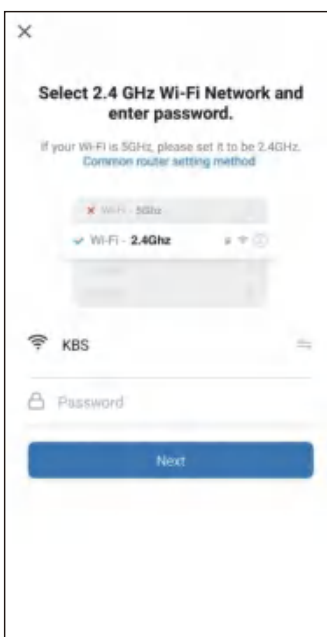 Select 2.4 GHz Wi-Fi Network and
enter password.
If your Wi-Fi is 5GHz, please set it to be 2.4GHz.
Common router setting method
Wi-Fi - 5Ghz
Wi-Fi - 2.4Ghz
KBS
Password
Next